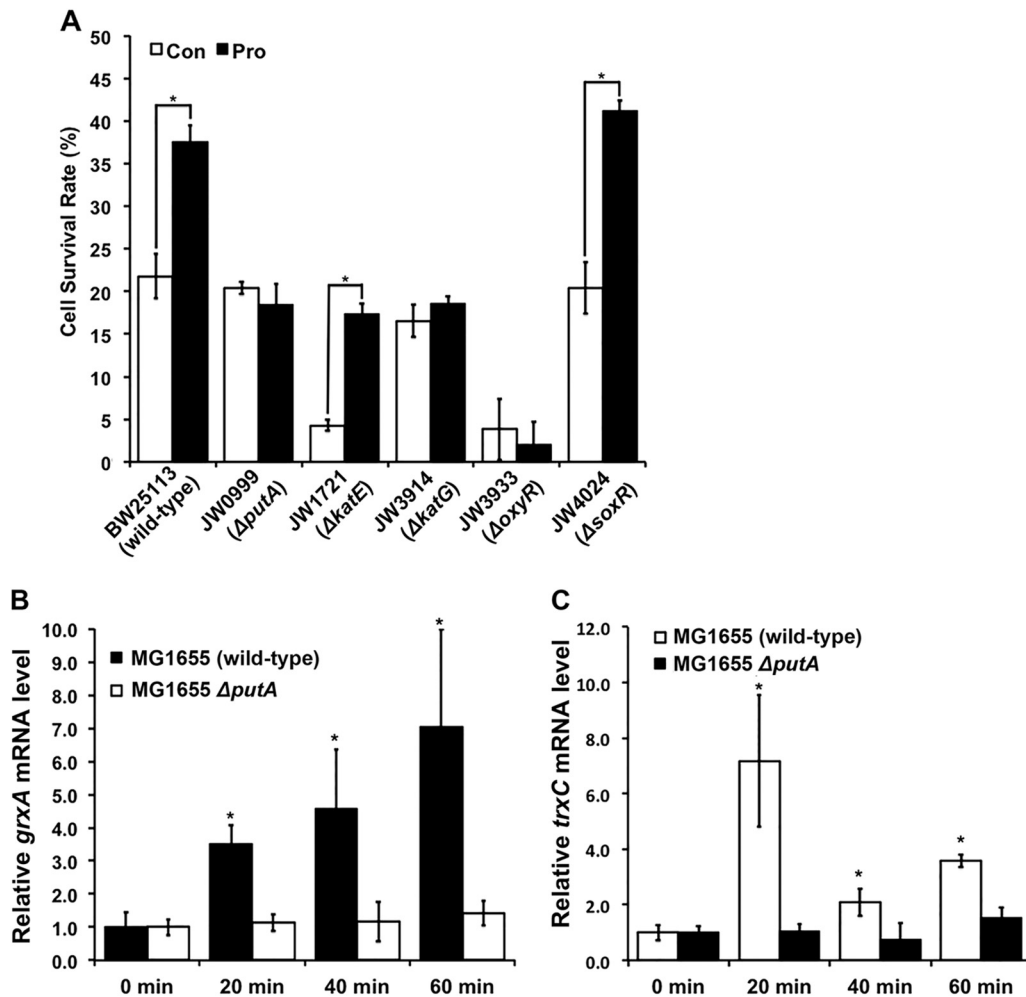 A
Con Pro
Cell Survival Rate (%)
50
45
40
35
30
25
20
15
10
5
0
*
*
*
BW25113
(wild-type)
JW0999
(ΔputA)
JW1721
(ΔkatE)
JW3914
(ΔkatG)
JW3933
(ΔoxyR)
JW4024
(ΔsoxR)
B
Relative grxA mRNA level
10.0
9.0
8.0
7.0
6.0
5.0
4.0
3.0
2.0
1.0
0.0
MG1655 (wild-type)
MG1655 ΔputA
*
*
*
0 min 20 min 40 min 60 min
C
Relative trxC mRNA level
12.0
10.0
8.0
6.0
4.0
2.0
0.0
MG1655 (wild-type)
MG1655 ΔputA
*
*
*
0 min 20 min 40 min 60 min